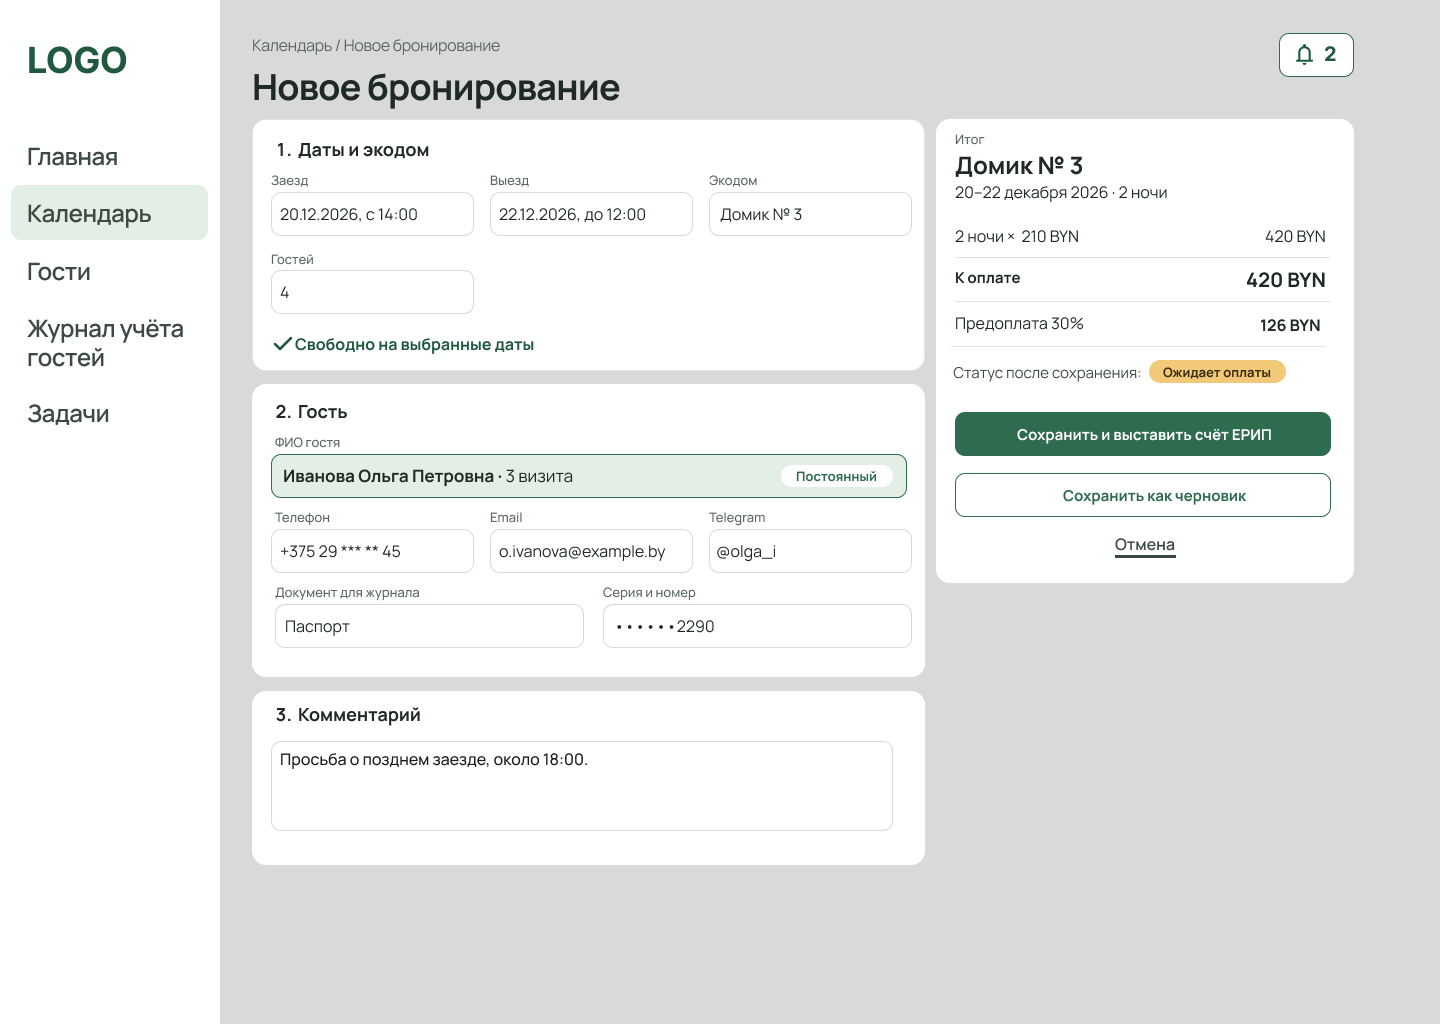 LOGO
Главная
Календарь
Гости
Журнал учёта
гостей
Задачи
Календарь / Новое бронирование
Новое бронирование
2
1. Даты и экодом
Заезд
Выезд
Экодом
20.12.2026, с 14:00
22.12.2026, до 12:00
Домик № 3
Гостей
4
Свободно на выбранные даты
2. Гость
ФИО гостя
Иванова Ольга Петровна · 3 визита
Постоянный
Телефон
Email
Telegram
+375 29 *** ** 45
o.ivanova@example.by
@olga_i
Документ для журнала
Серия и номер
Паспорт
••••••2290
3. Комментарий
Просьба о позднем заезде, около 18:00.
Итог
Домик № 3
20–22 декабря 2026 · 2 ночи
2 ночи × 210 BYN
420 BYN
К оплате
420 BYN
Предоплата 30%
126 BYN
Статус после сохранения:
Ожидает оплаты
Сохранить и выставить счёт ЕРИП
Сохранить как черновик
Отмена